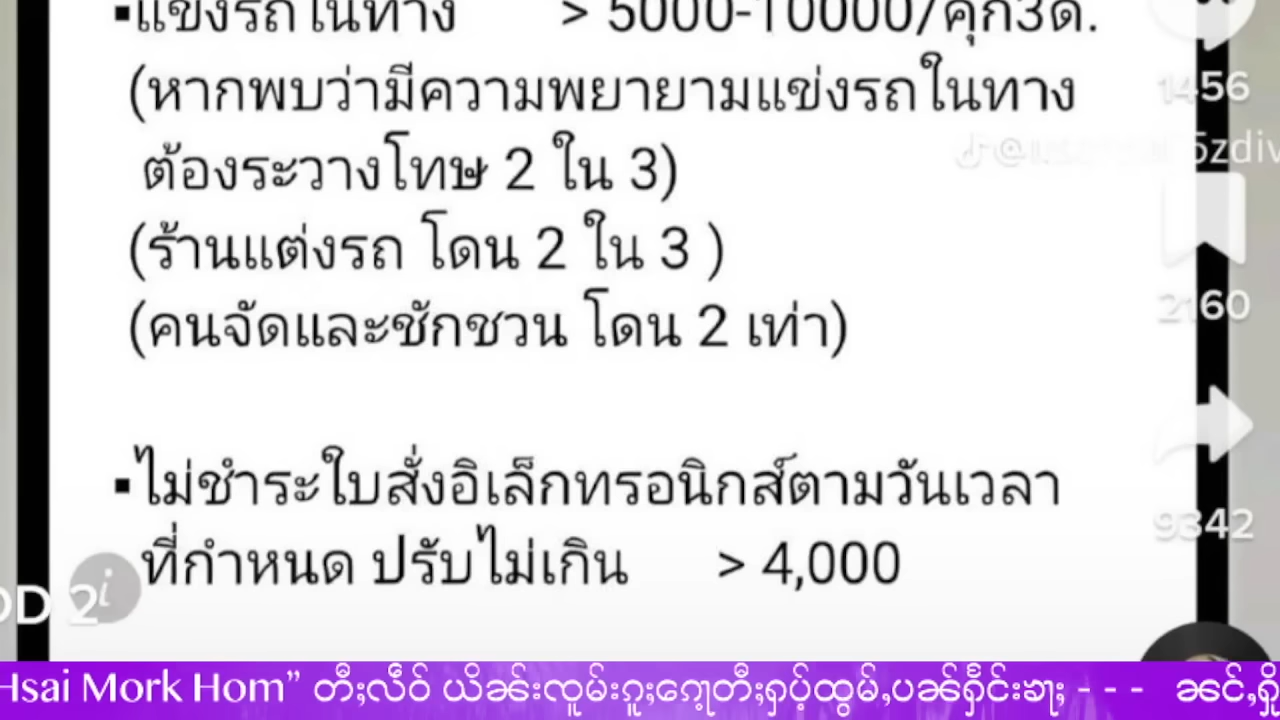 ▪แข่งรถในทาง > 5000-10000/คุก3ด.
(หากพบว่ามีความพยายามแข่งรถในทาง
ต้องระวางโทษ 2 ใน 3)
(ร้านแต่งรถ โดน 2 ใน 3 )
(คนจัดและชักชวน โดน 2 เท่า)
▪ไม่ชำระใบสั่งอิเล็กทรอนิกส์ตามวันเวลา
ที่กำหนด ปรับไม่เกิน > 4,000
1456
5zdiv
2160
9342
OD 2
Hsai Mork Hom”